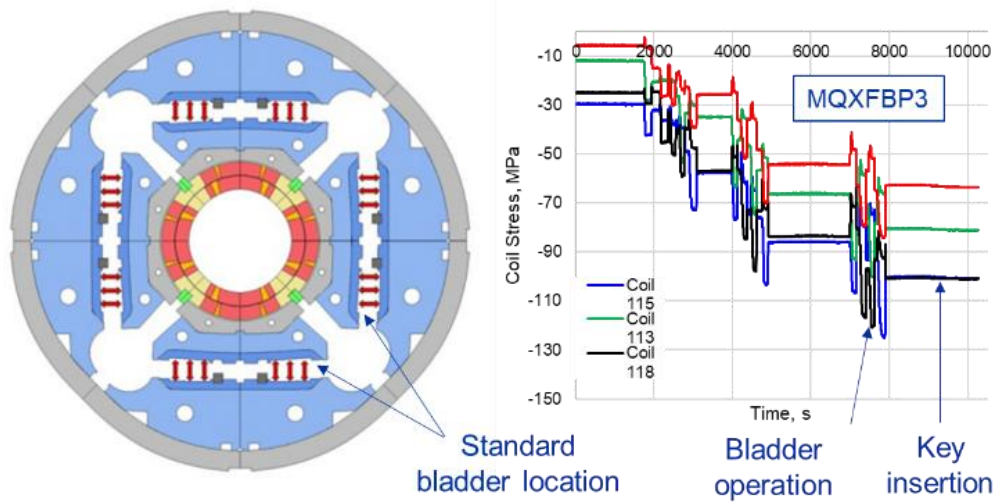 -10
0
2000
4000
6000
8000
10000
MQXFBP3
-30
-50
-70
-90
-110
-130
-150
Coil Stress, MPa
Coil
115
Coil
113
Coil
118
Time, s
Standard
bladder location
Bladder
operation
Key
insertion